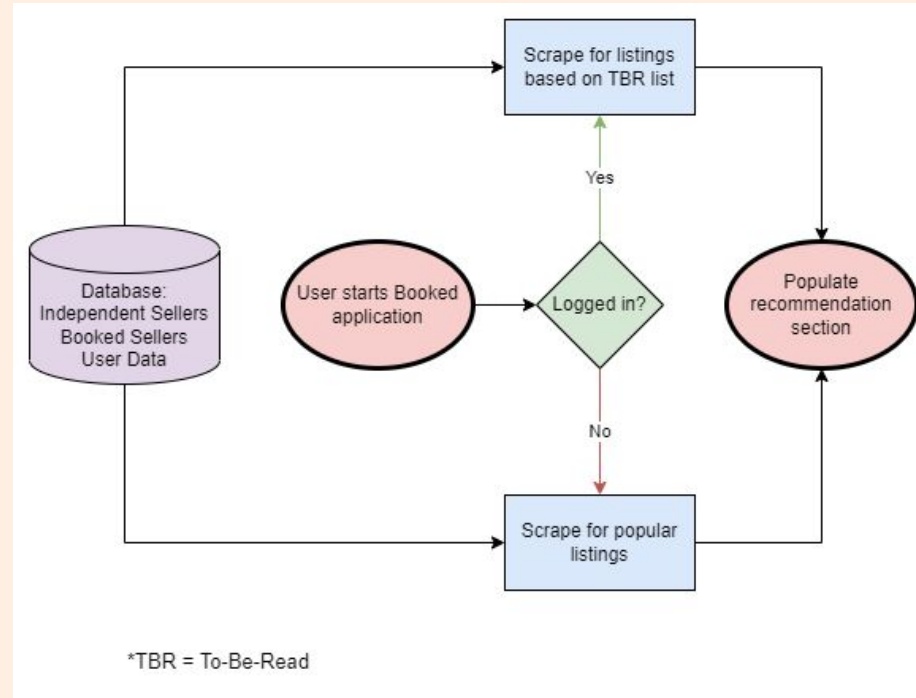 Scrape for listings
based on TBR list
Yes
Database:
Independent Sellers
Booked Sellers
User Data
User starts Booked
application
Logged in?
Populate
recommendation
section
No
Scrape for popular
listings
*TBR = To-Be-Read